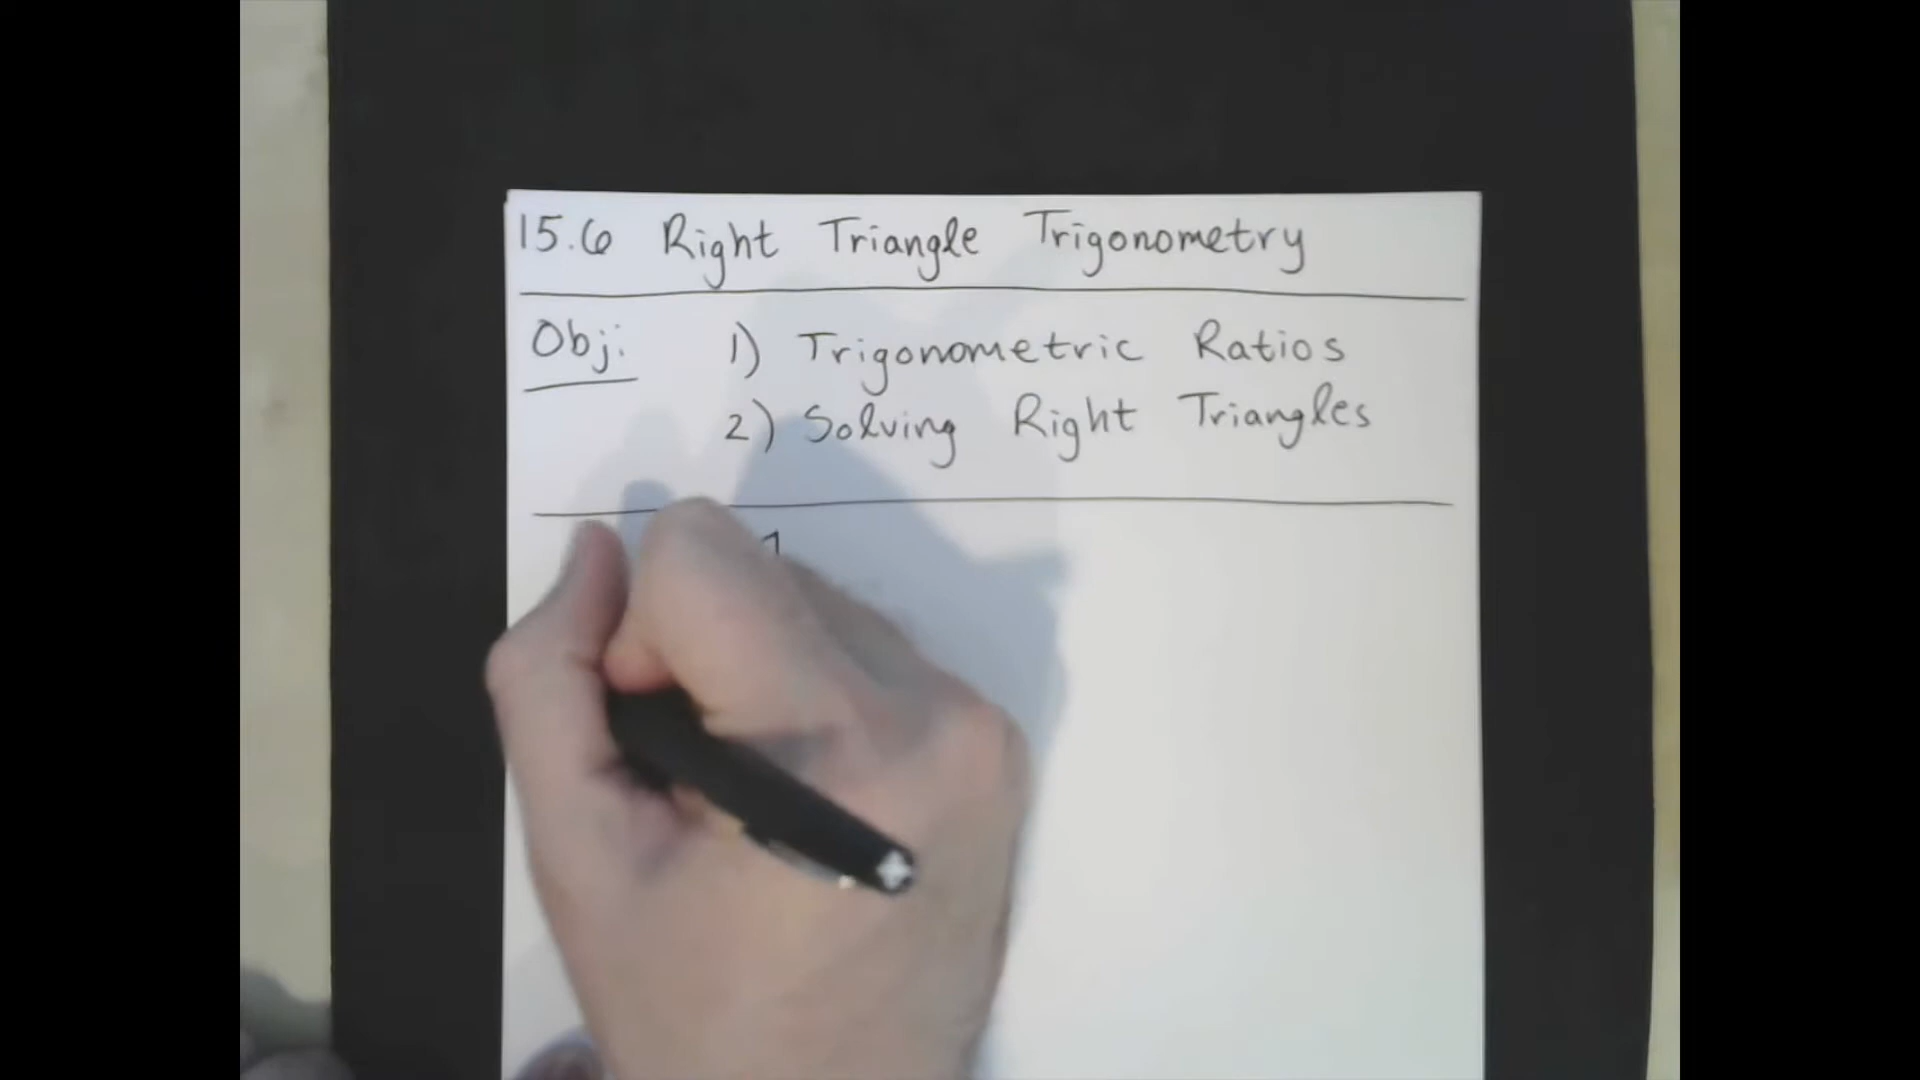 15.6 Right Triangle Trigonometry
Obj: 1) Trigonometric Ratios
2) Solving Right Triangles